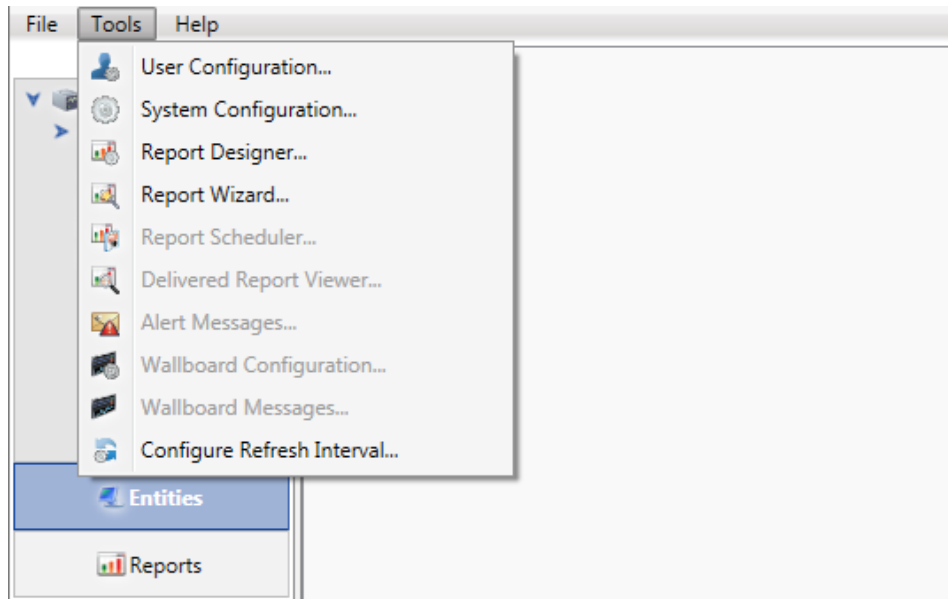 File Tools Help
User Configuration...
System Configuration...
Report Designer...
Report Wizard...
Report Scheduler...
Delivered Report Viewer...
Alert Messages...
Wallboard Configuration...
Wallboard Messages...
Configure Refresh Interval...
Entities
Reports